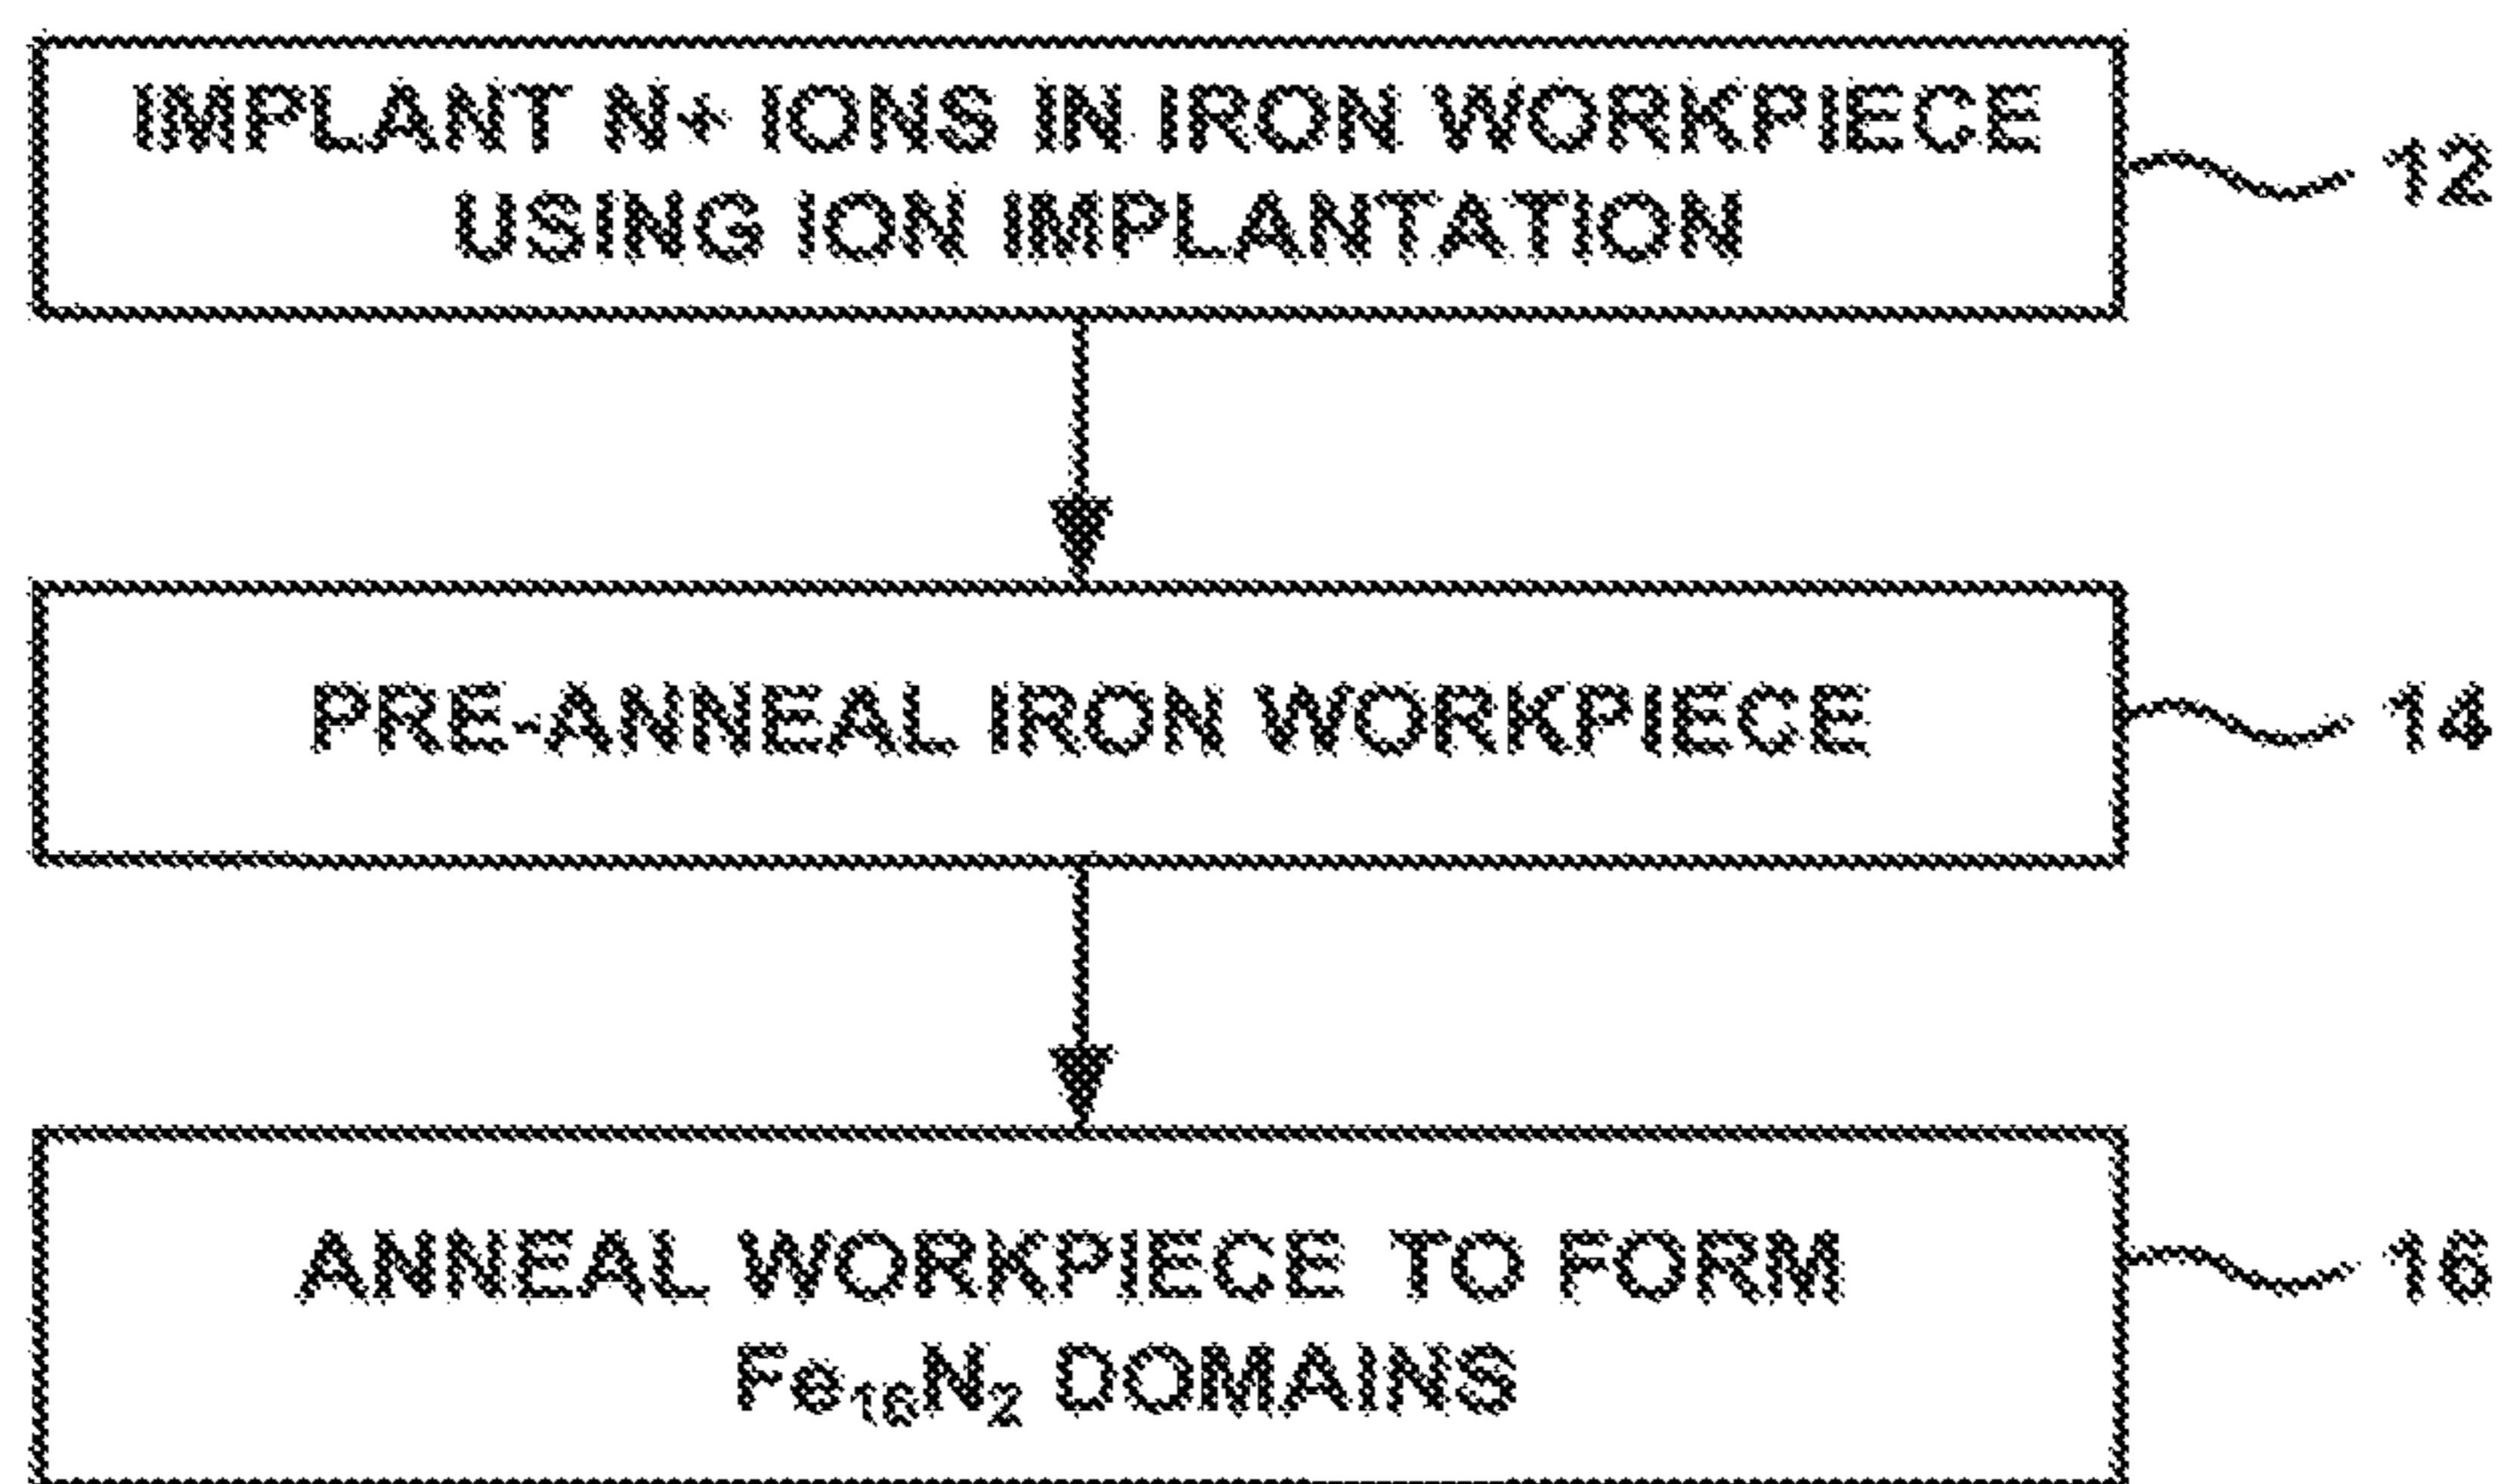 IMPLANT N+ IONS IN IRON WORKPIECE
USING ION IMPLANTATION
12
PRE-ANNEAL IRON WORKPIECE
14
ANNEAL WORKPIECE TO FORM
Fe₁₆N₂ DOMAINS
16